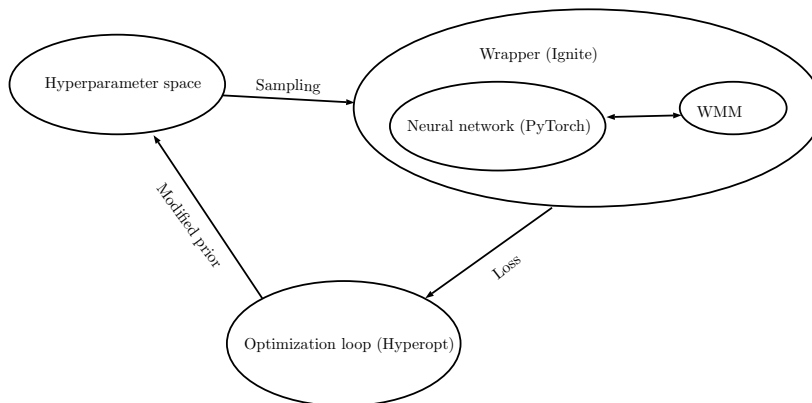 Wrapper (Ignite)
Hyperparameter space
Sampling
Neural network (PyTorch)
WMM
Modified prior
Loss
Optimization loop (Hyperopt)